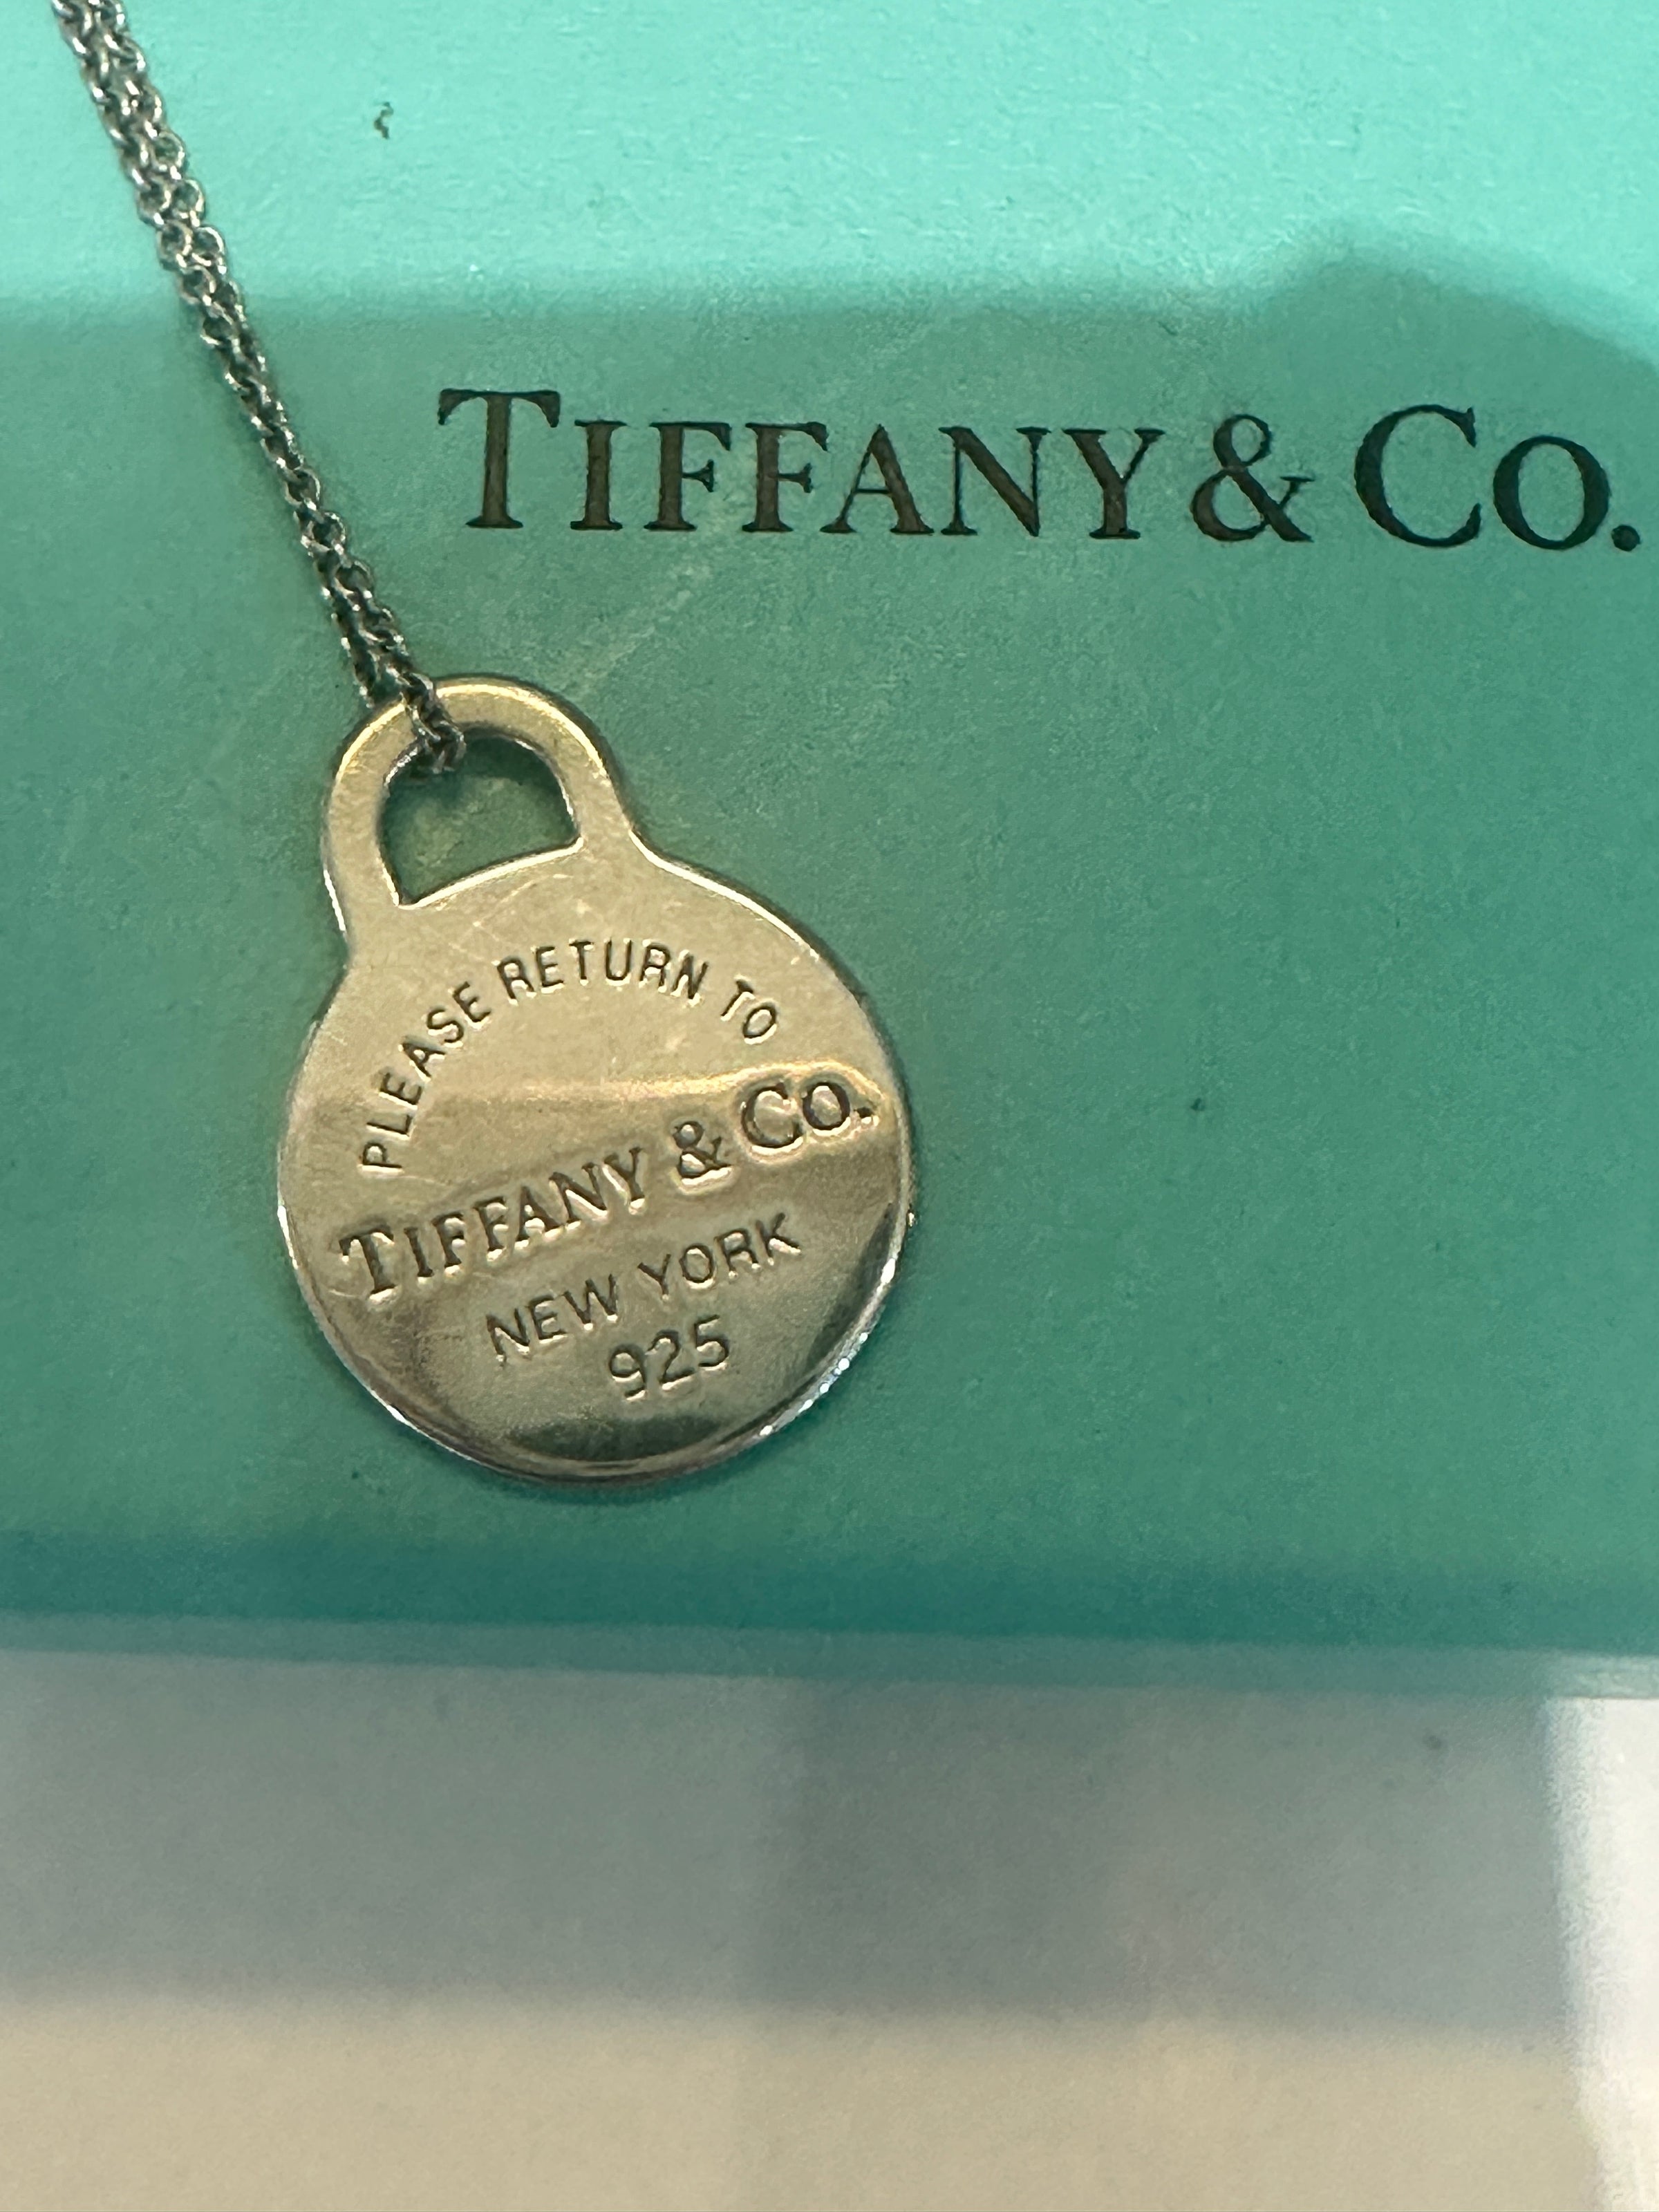 TIFFANY & CO.
PLEASE RETURN TO
TIFFANY & CO.
NEW YORK
925